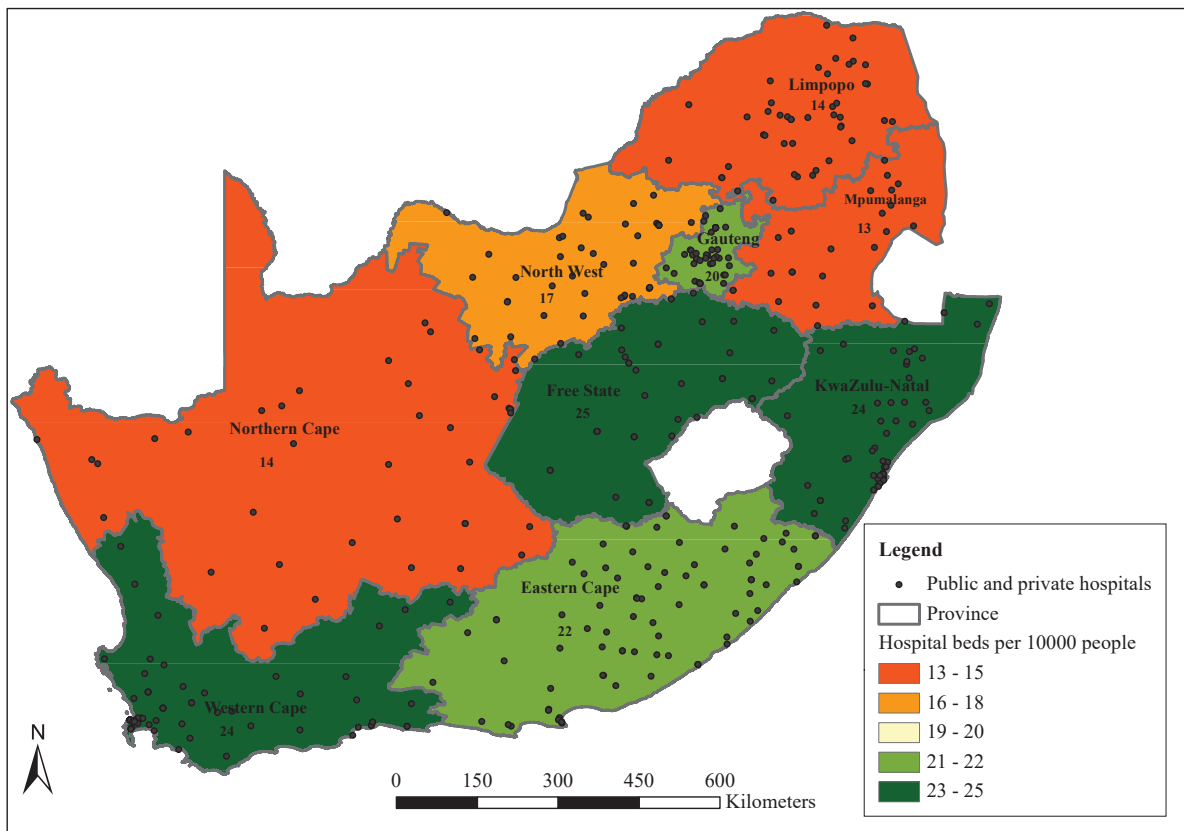 Limpopo
14
Mpumalanga
13
Gauteng
20
North West
17
Free State
25
KwaZulu-Natal
24
Northern Cape
14
Eastern Cape
22
Western Cape
24
N
0 150 300 450 600
Kilometers
Legend
Public and private hospitals
Province
Hospital beds per 10000 people
13 - 15
16 - 18
19 - 20
21 - 22
23 - 25